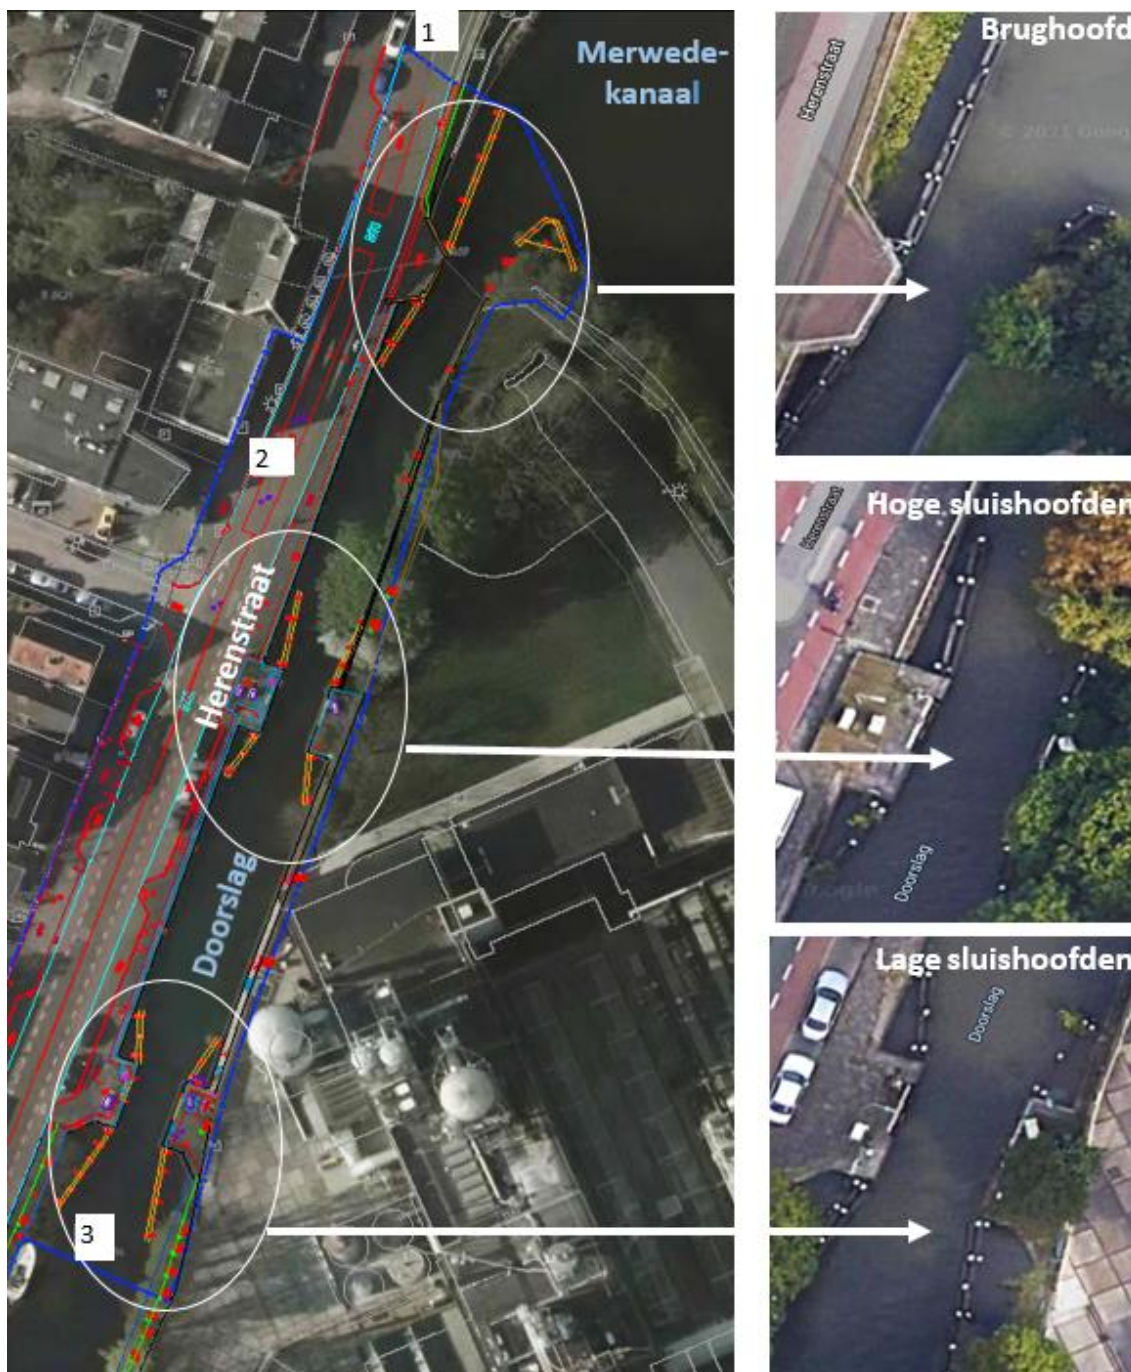 1
Merwede-
kanaal
2
Herenstraat
Doorslag
3
Brughoofd
Herenstraat
Hoge sluishoofden
Herenstraat
Doorslag
Lage sluishoofden
Doorslag